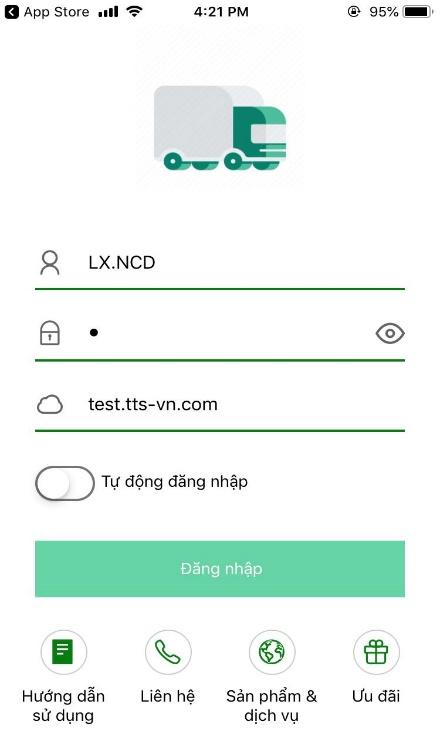 App Store 4:21 PM 95%
LX.NCD
•
test.tts-vn.com
Tự động đăng nhập
Đăng nhập
Hướng dẫn sử dụng
Liên hệ
Sản phẩm & dịch vụ
Ưu đãi